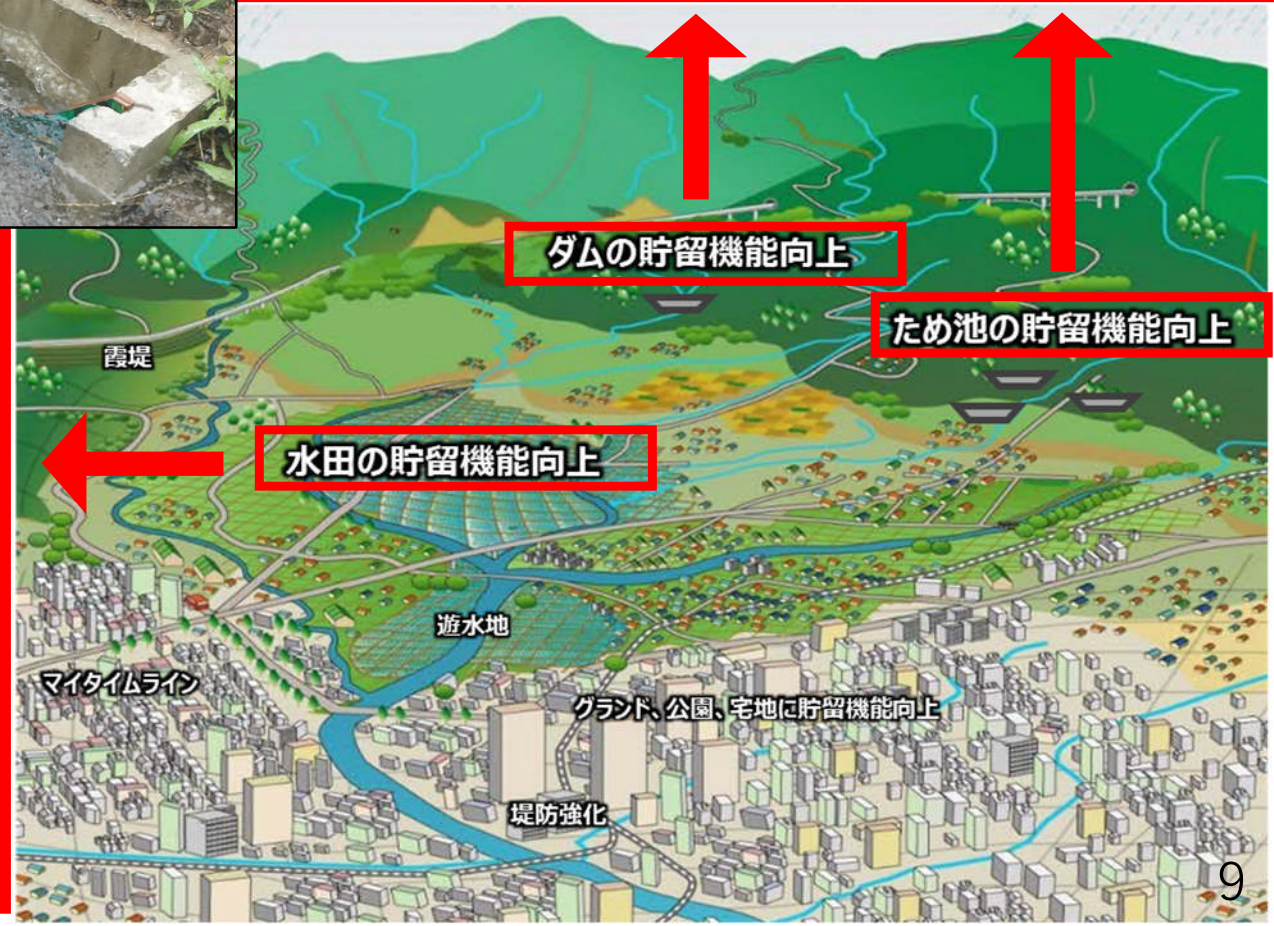 ダムの貯留機能向上
ため池の貯留機能向上
霞堤
水田の貯留機能向上
遊水地
マイタイムライン
グランド、公園、宅地に貯留機能向上
堤防強化
9